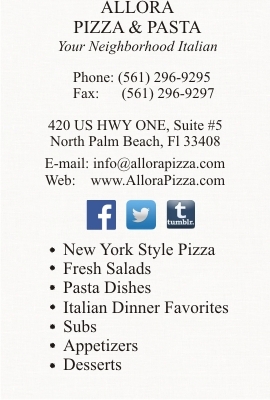 ALLORA
PIZZA & PASTA
Your Neighborhood Italian
Phone: (561) 296-9295
Fax: (561) 296-9297
420 US HWY ONE, Suite #5
North Palm Beach, Fl 33408
E-mail: info@allorapizza.com
Web: www.AlloraPizza.com
f t tumblr.
• New York Style Pizza
• Fresh Salads
• Pasta Dishes
• Italian Dinner Favorites
• Subs
• Appetizers
• Desserts